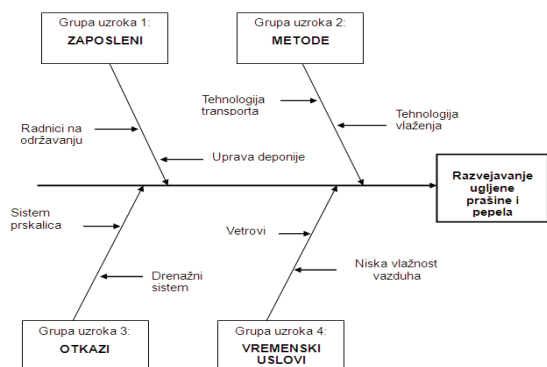 Grupa uzroka 1:
ZAPOSLENI
Grupa uzroka 2:
METODE
Tehnologija
transporta
Tehnologija
vlaženja
Radnici na
održavanju
Uprava deponije
Razvejavanje
ugljene
prašine i
pepela
Sistem
prskalica
Vetrovi
Drenažni
sistem
Niska vlažnost
vazduha
Grupa uzroka 3:
OTKAZI
Grupa uzroka 4:
VREMENSKI
USLOVI